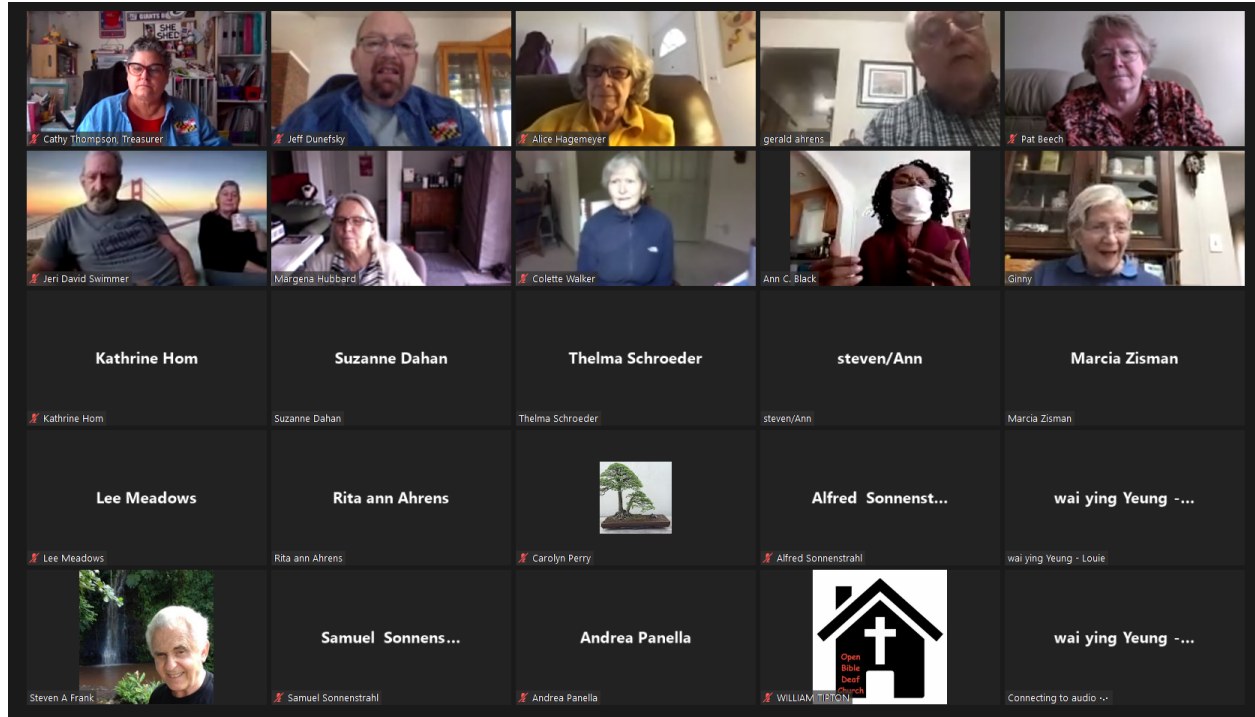 GIANTS
SHE
SHED
Cathy Thompson, Treasurer
Jeff Dunefsky
Alice Hagemeyer
gerald ahrens
Pat Beech
Jeri David Swimmer
Margena Hubbard
Colette Walker
Ann C. Black
Ginny
Kathrine Hom
Kathrine Hom
Suzanne Dahan
Suzanne Dahan
Thelma Schroeder
Thelma Schroeder
steven/Ann
steven/Ann
Marcia Zisman
Marcia Zisman
Lee Meadows
Lee Meadows
Rita ann Ahrens
Rita ann Ahrens
Carolyn Perry
Alfred Sonnenst...
Alfred Sonnenstrahl
wai ying Yeung -...
wai ying Yeung - Louie
Steven A Frank
Samuel Sonnens...
Samuel Sonnenstrahl
Andrea Panella
Andrea Panella
Open
Bible
Deaf
Church
WILLIAM TIPTON
wai ying Yeung -...
Connecting to audio